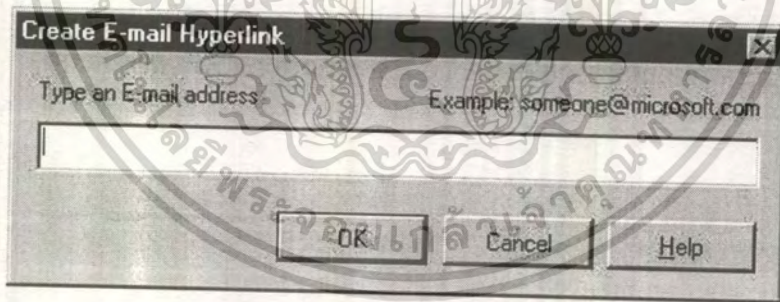 Create E-mail Hyperlink
Type an E-mail address
Example: someone@microsoft.com
OK
Cancel
Help